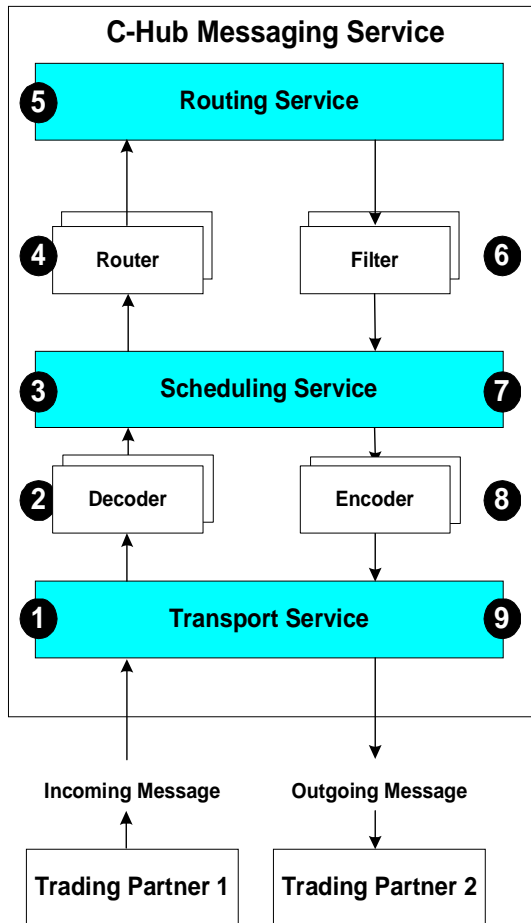 C-Hub Messaging Service
5
Routing Service
4
Router
Filter
6
3
Scheduling Service
7
2
Decoder
Encoder
8
1
Transport Service
9
Incoming Message
Outgoing Message
Trading Partner 1
Trading Partner 2